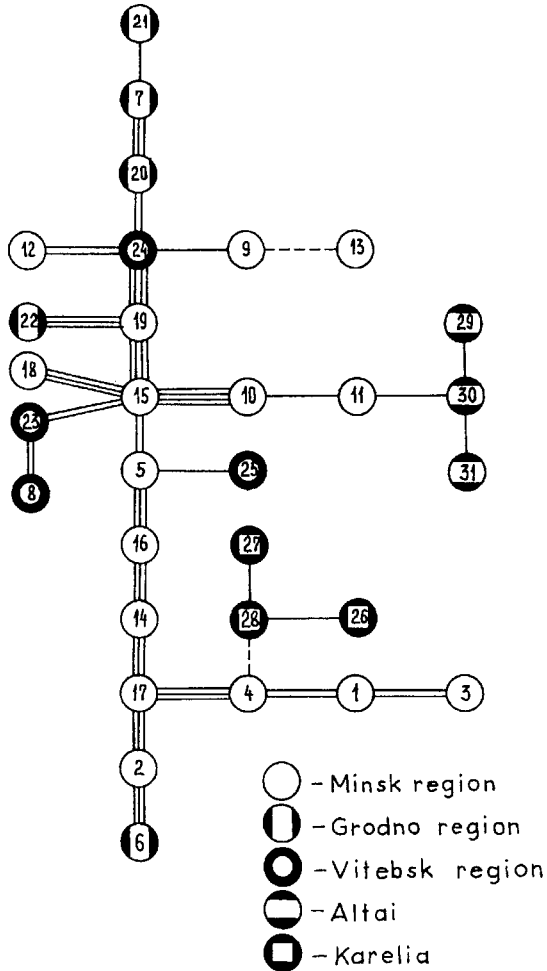 21
7
20
12 24 9 13
22 19 29
18
15 10 11 30
23
5 25 31
8
16 27
14 28 26
17 4 1 3
2
6
– Minsk region
– Grodno region
– Vitebsk region
– Altai
– Karelia